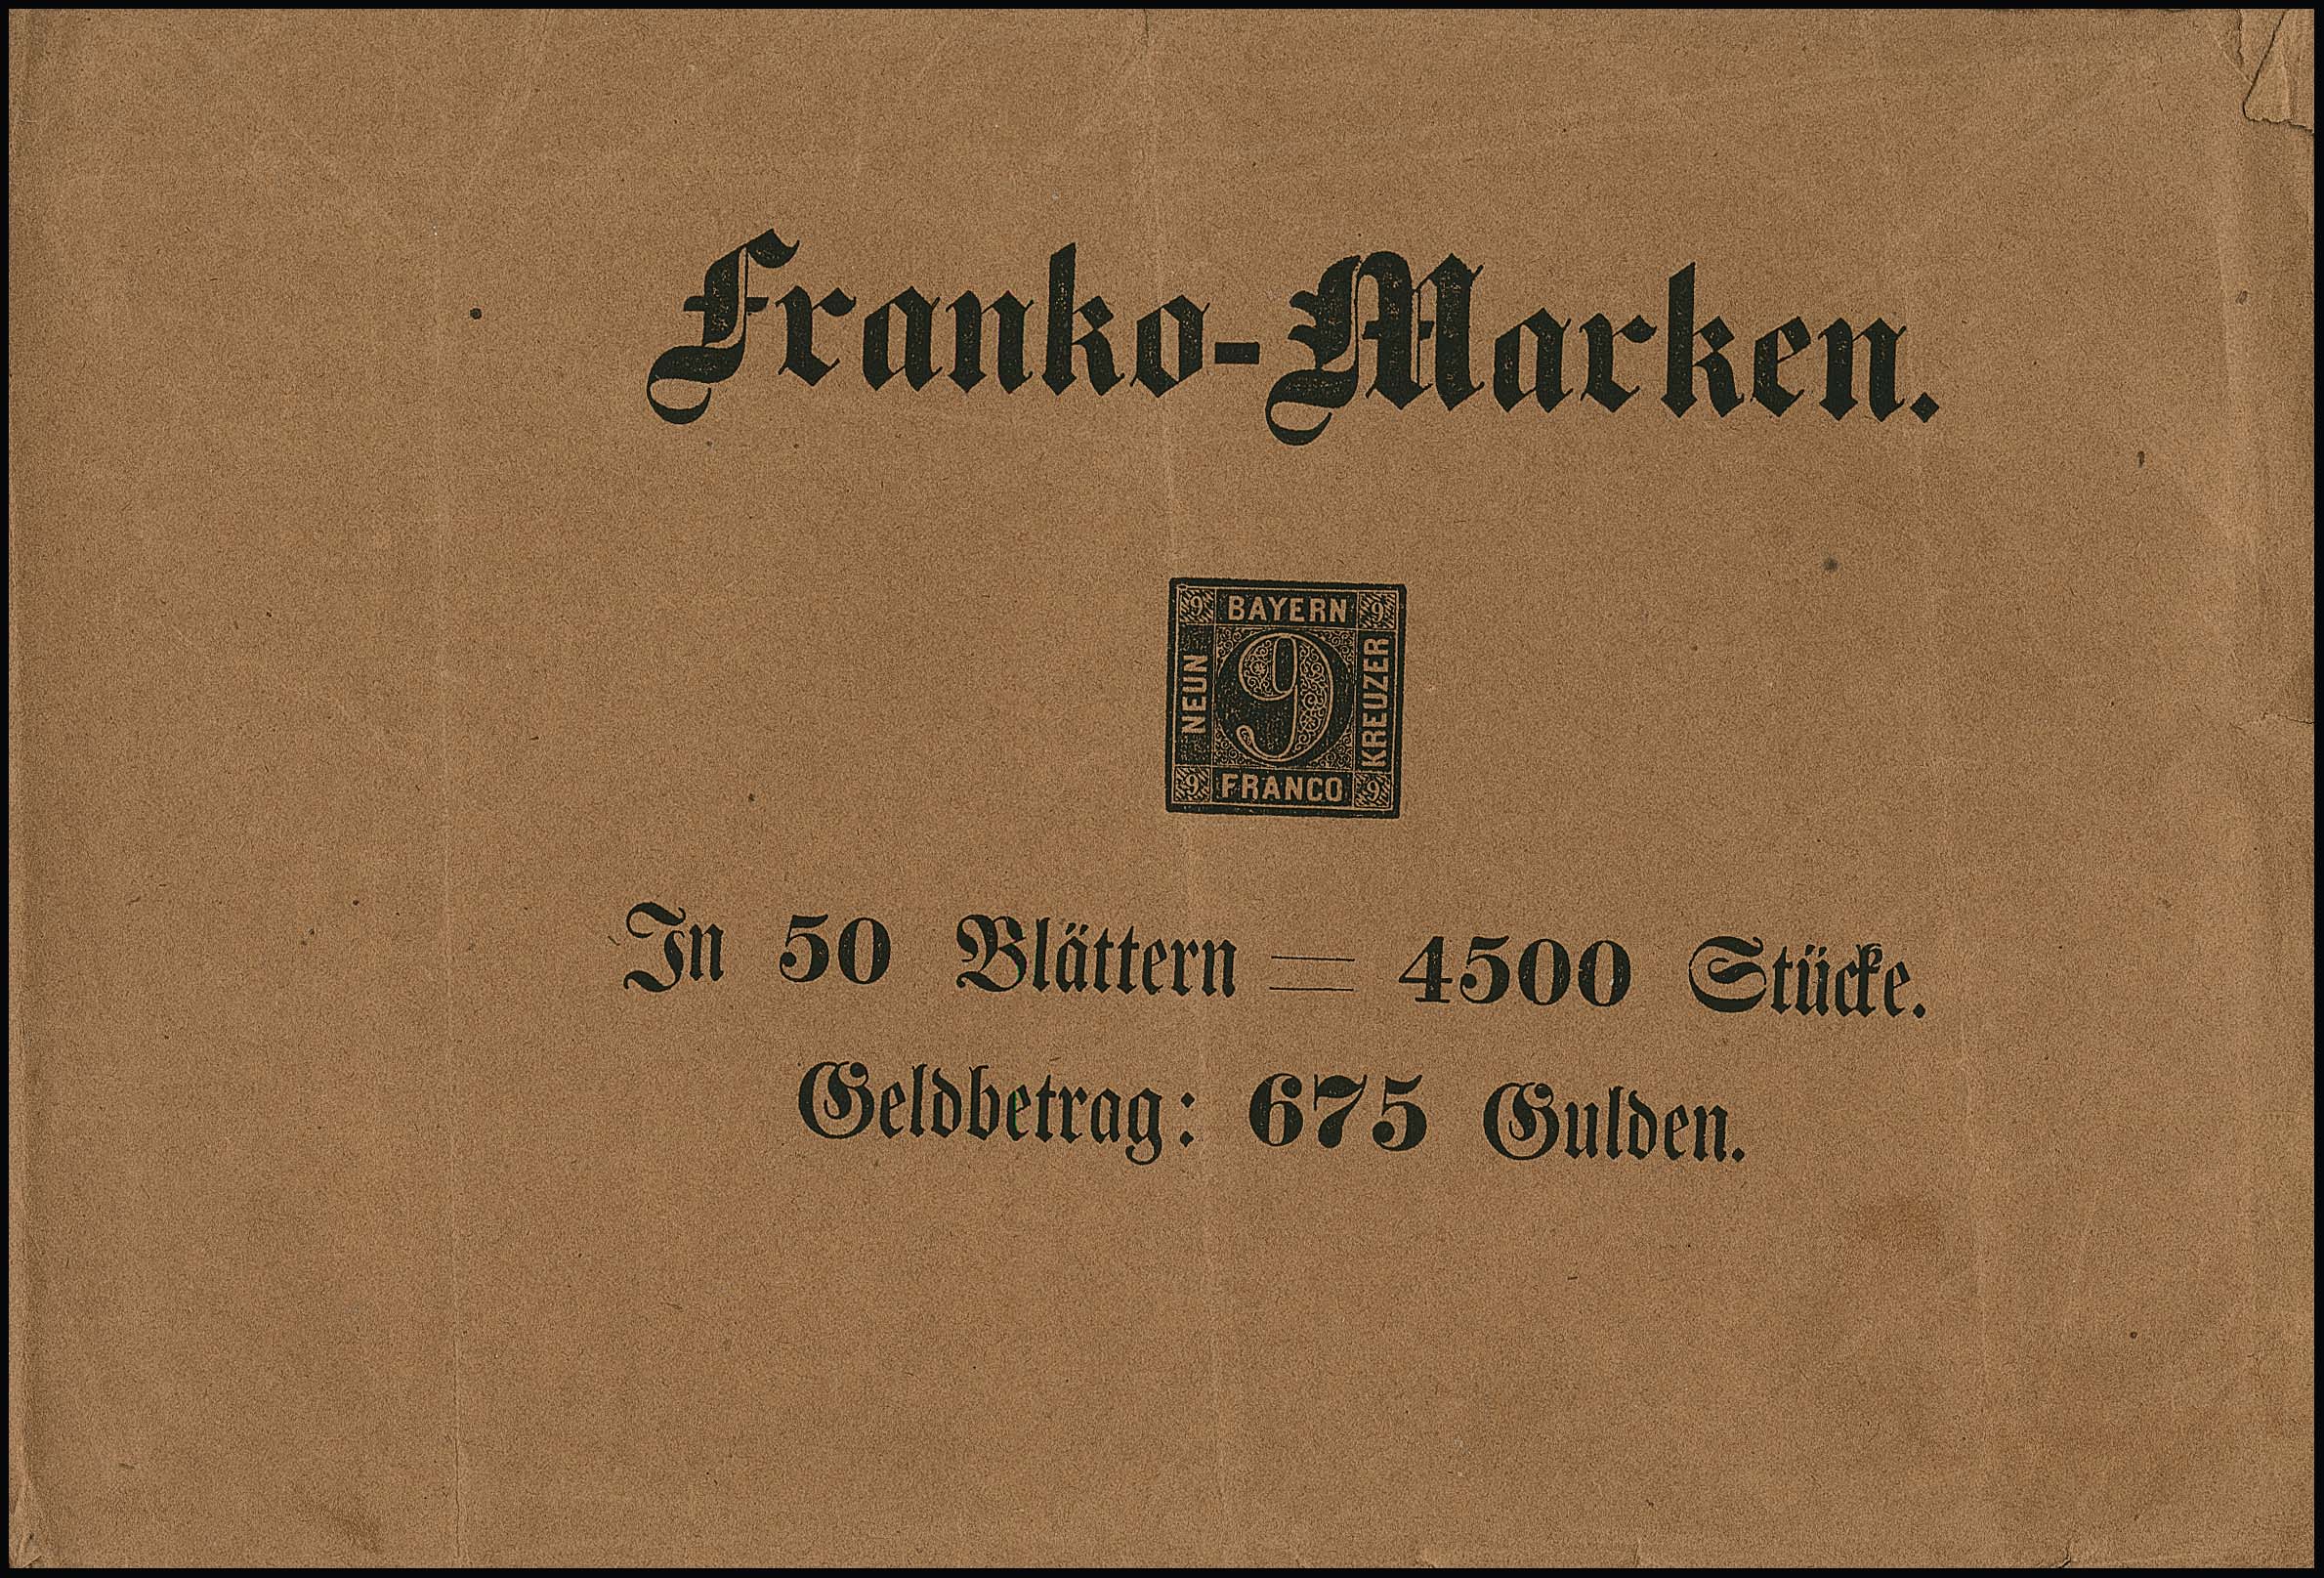 Franko-Marken.
9 BAYERN 9
NEUN
9
KREUZER
9 FRANCO 9
In 50 Blättern = 4500 Stücke.
Geldbetrag: 675 Gulden.